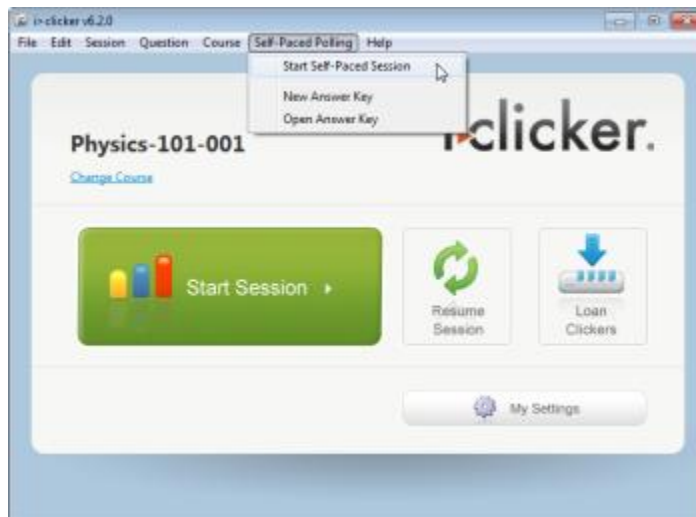 i>clicker v6.2.0
File Edit Session Question Course Self-Paced Polling Help
Start Self-Paced Session
New Answer Key
Open Answer Key
i>clicker.
Physics-101-001
Change Course
Start Session
Resume
Session
Loan
Clickers
My Settings